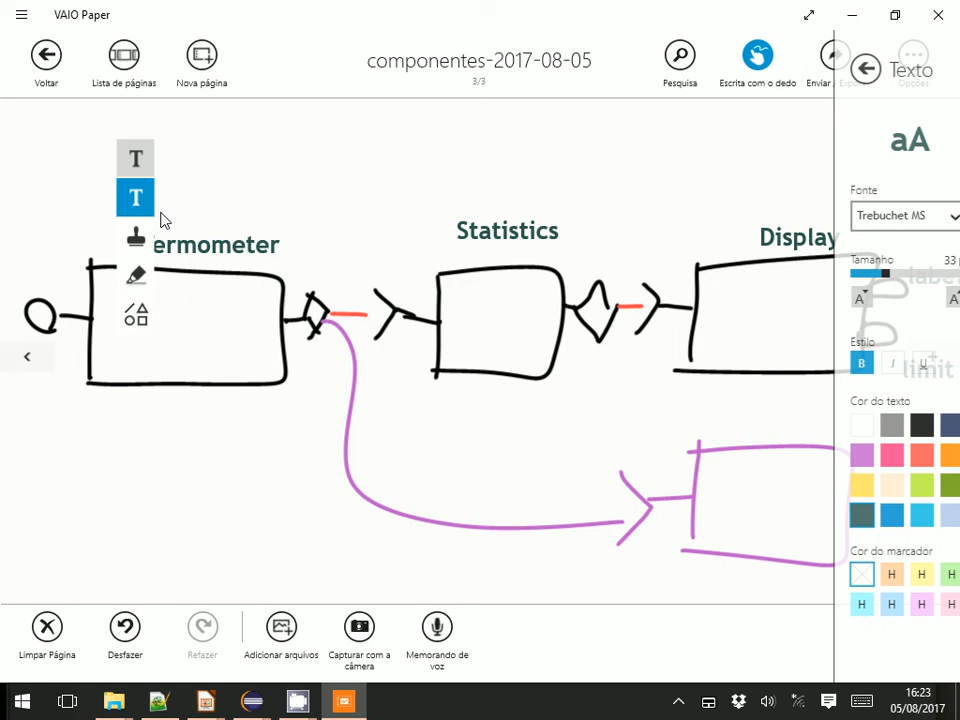 VAIO Paper
Voltar
Lista de páginas
Nova página
componentes-2017-08-05
3/3
Pesquisa
Escrita com o dedo
Enviar /
Opções
Texto
aA
Fonte
Trebuchet MS
Tamanho
33
A
A
Estilo
B I U
limit
Cor do texto
Cor do marcador
H H H
H H H H
T
T
ermometer
Statistics
Display
Limpar Página
Desfazer
Refazer
Adicionar arquivos
Capturar com a
câmera
Memorando de
voz
16:23
05/08/2017